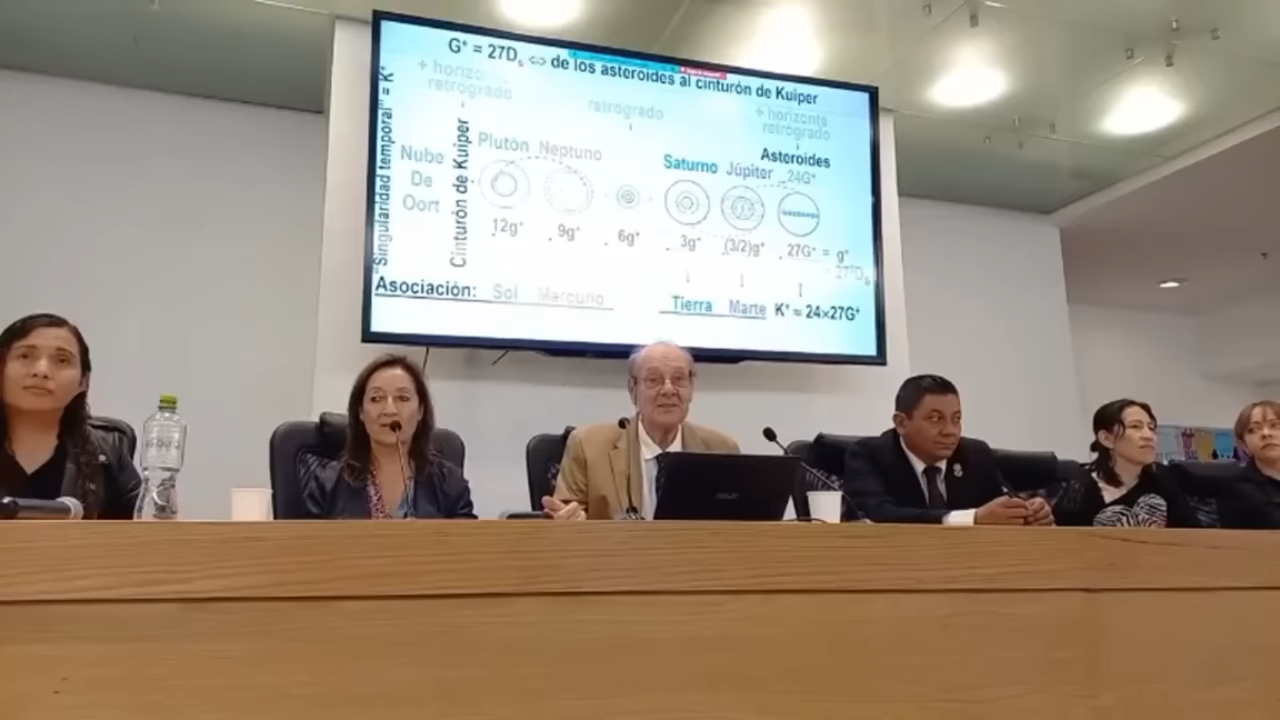 G⁺ = 27Dₛ ⇔ de los asteroides al cinturón de Kuiper
+ horizonte
retrogrado
retrogrado
+ horizonte
retrogrado
"Singularidad temporal" = K⁺
Nube
De
Oort
Cinturón de Kuiper
Plutón Neptuno
Saturno Júpiter
Asteroides
24G⁺
12g⁺ 9g⁺ 6g⁺ 3g⁺ (3/2)g⁺ 27G⁺ = g⁺
Asociación: Sol Mercurio
Tierra Marte K⁺ = 24×27G⁺
ASUS